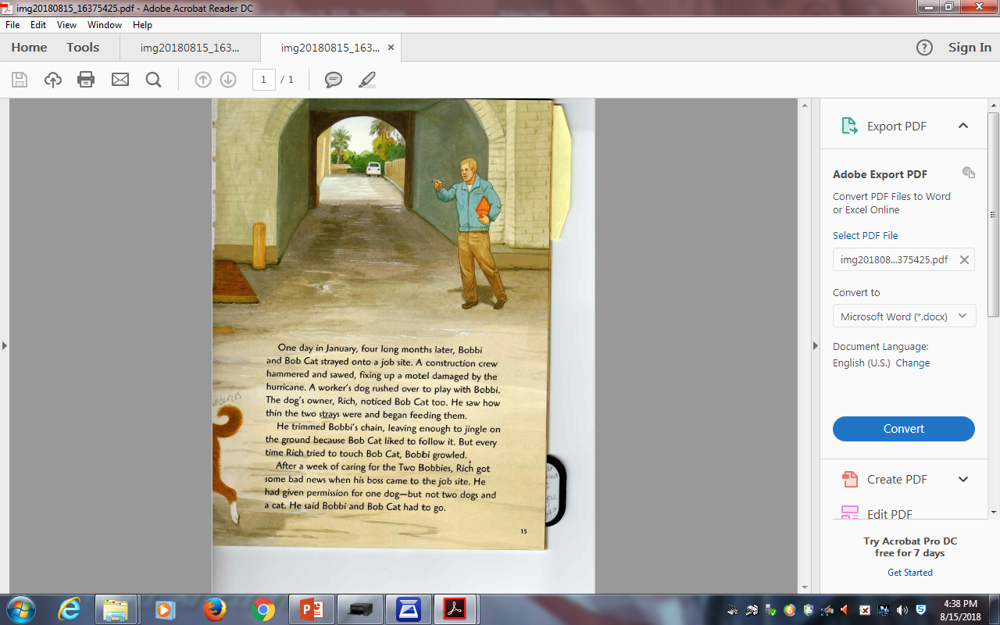 img20180815_16375425.pdf - Adobe Acrobat Reader DC
File Edit View Window Help
Home Tools img20180815_163... img20180815_163... Sign In
1 / 1
One day in January, four long months later, Bobbi
and Bob Cat strayed onto a job site. A construction crew
hammered and sawed, fixing up a motel damaged by the
hurricane. A worker's dog rushed over to play with Bobbi.
The dog's owner, Rich, noticed Bob Cat too. He saw how
thin the two strays were and began feeding them.
He trimmed Bobbi's chain, leaving enough to jingle on
the ground because Bob Cat liked to follow it. But every
time Rich tried to touch Bob Cat, Bobbi growled.
After a week of caring for the Two Bobbies, Rich got
some bad news when his boss came to the job site. He
had given permission for one dog—but not two dogs and
a cat. He said Bobbi and Bob Cat had to go.
15
Export PDF
Adobe Export PDF
Convert PDF Files to Word
or Excel Online
Select PDF File
img201808...375425.pdf
Convert to
Microsoft Word (*.docx)
Document Language:
English (U.S.) Change
Convert
Create PDF
Edit PDF
Try Acrobat Pro DC
free for 7 days
Get Started
4:38 PM
8/15/2018